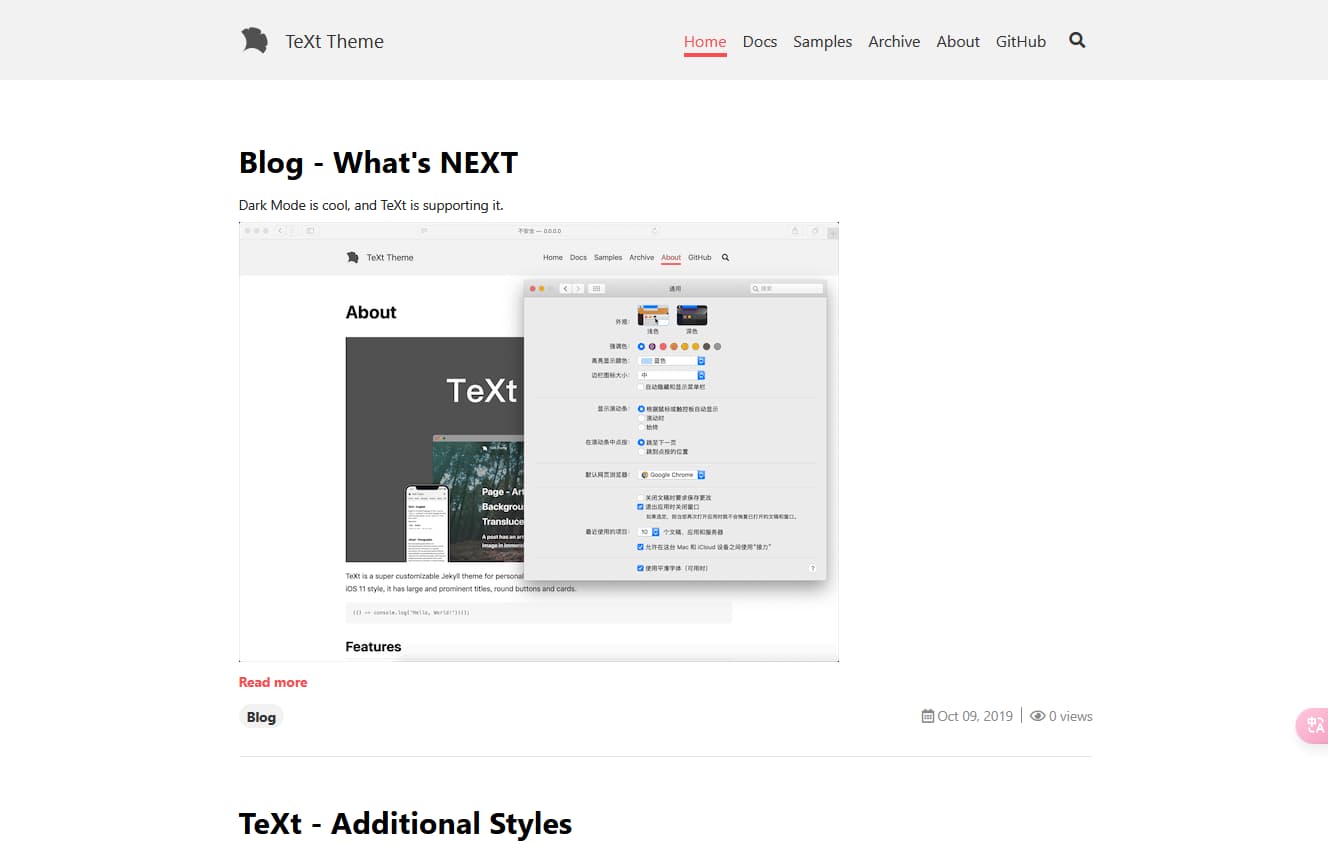 TeXt Theme
Home Docs Samples Archive About GitHub
Blog - What's NEXT
Dark Mode is cool, and TeXt is supporting it.
不安全 — 0.0.0.0
TeXt Theme
Home Docs Samples Archive About GitHub
About
TeXt
Page - Art
Backgrou
Transluce
A post has an art
image in immersi
TeXt is a super customizable Jekyll theme for personal
iOS 11 style, it has large and prominent titles, round buttons and cards.
(() => console.log("Hello, World!"))();
Features
通用
搜索
外观:
浅色 深色
强调色:
高亮显示颜色: 蓝色
边栏图标大小: 中
自动隐藏和显示菜单栏
显示滚动条: 根据鼠标或触控板自动显示
滚动时
始终
在滚动条中点按: 跳至下一页
跳到点按的位置
默认网页浏览器: Google Chrome
关闭文稿时要求保存更改
退出应用时关闭窗口
如果选定，则当您再次打开应用时就不会恢复已打开的文稿和窗口。
最近使用的项目: 10 个文稿、应用和服务器
允许在这台 Mac 和 iCloud 设备之间使用“接力”
使用平滑字体（可用时）
?
Read more
Blog
Oct 09, 2019 | 0 views
TeXt - Additional Styles